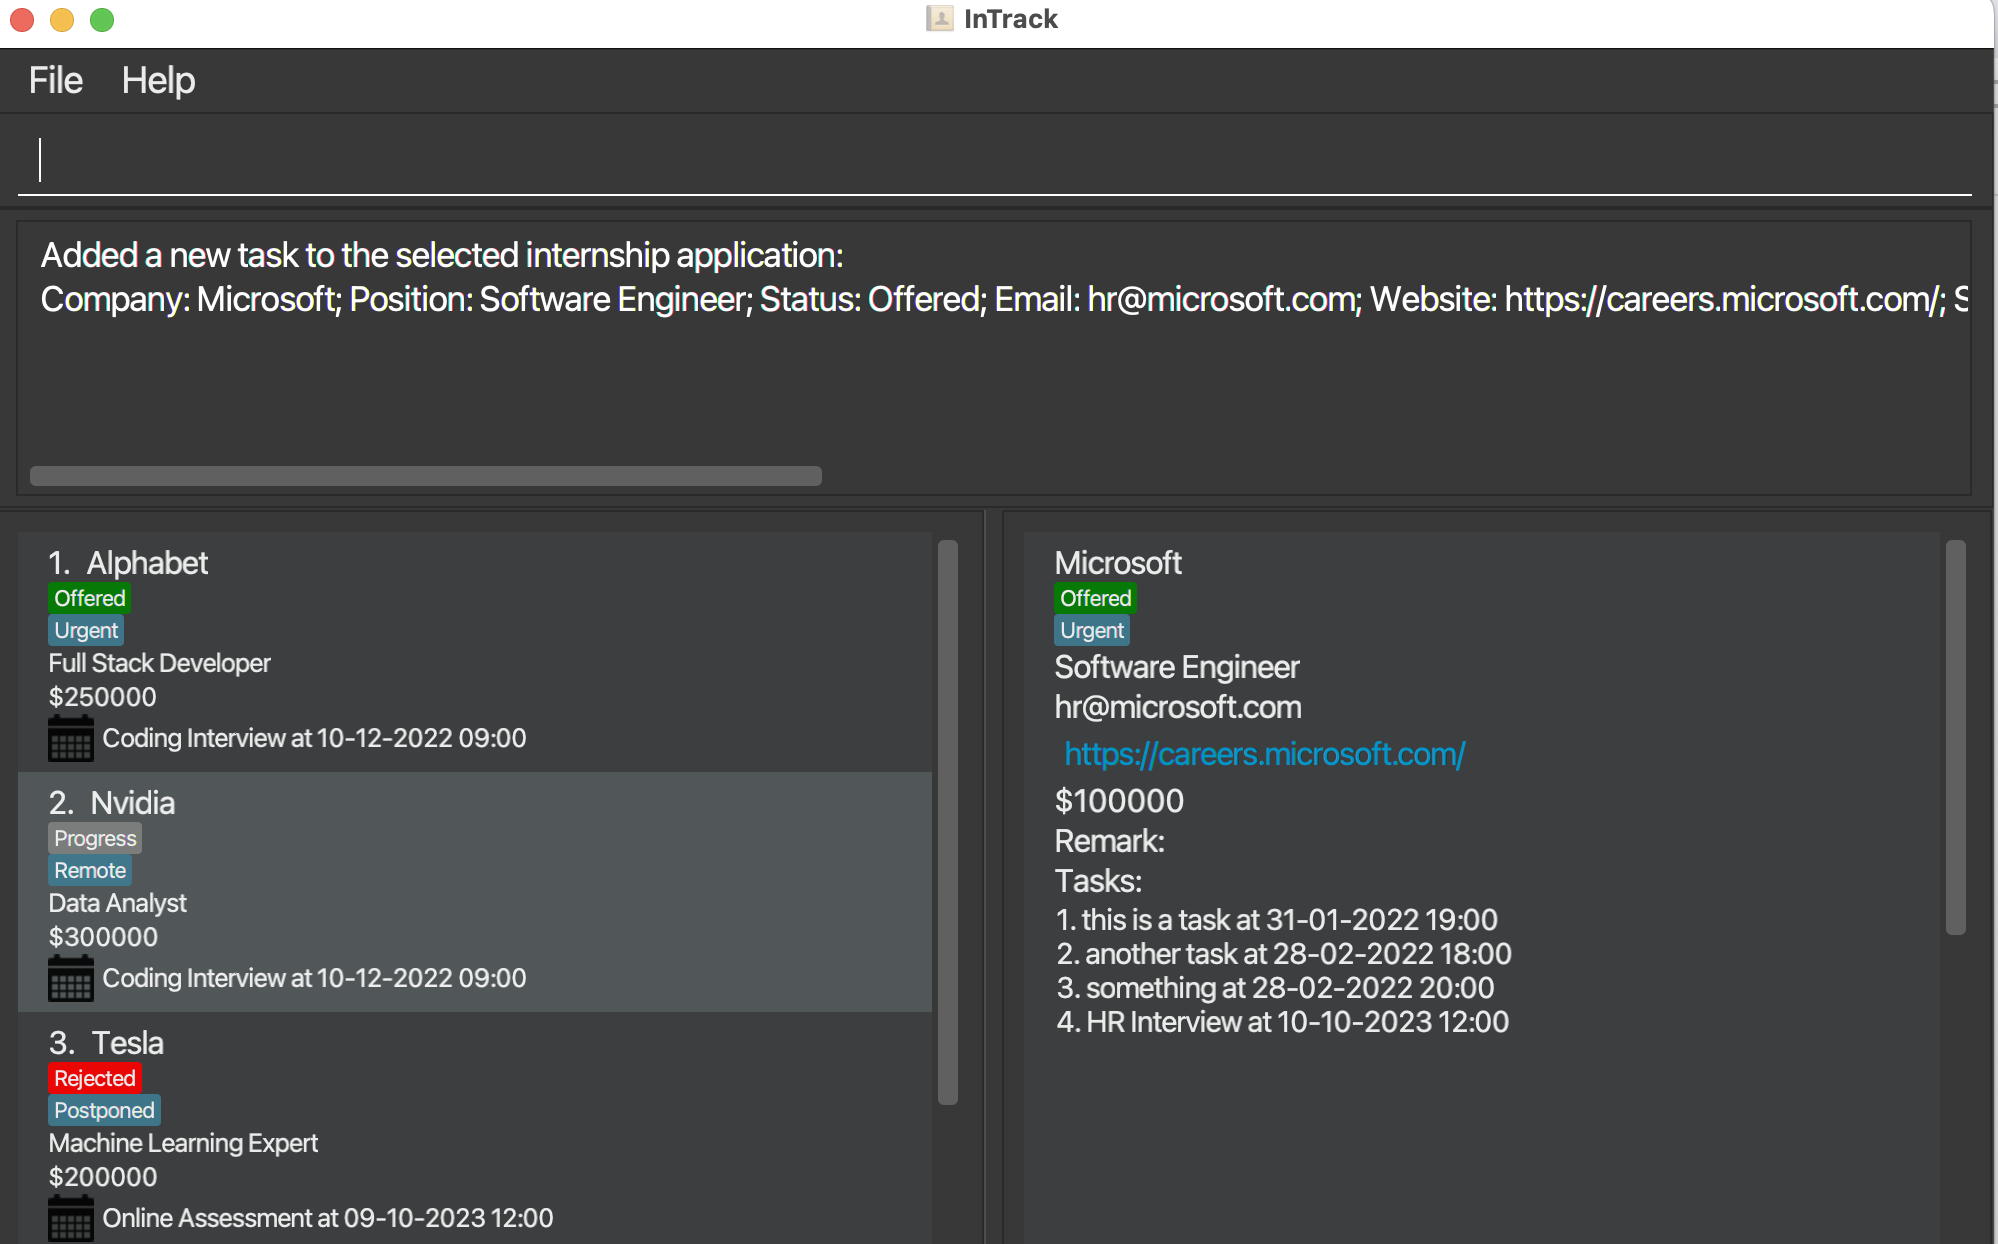 InTrack
File Help
Added a new task to the selected internship application:
Company: Microsoft; Position: Software Engineer; Status: Offered; Email: hr@microsoft.com; Website: https://careers.microsoft.com/; S
1. Alphabet
Offered
Urgent
Full Stack Developer
$250000
Coding Interview at 10-12-2022 09:00
2. Nvidia
Progress
Remote
Data Analyst
$300000
Coding Interview at 10-12-2022 09:00
3. Tesla
Rejected
Postponed
Machine Learning Expert
$200000
Online Assessment at 09-10-2023 12:00
Microsoft
Offered
Urgent
Software Engineer
hr@microsoft.com
https://careers.microsoft.com/
$100000
Remark:
Tasks:
1. this is a task at 31-01-2022 19:00
2. another task at 28-02-2022 18:00
3. something at 28-02-2022 20:00
4. HR Interview at 10-10-2023 12:00